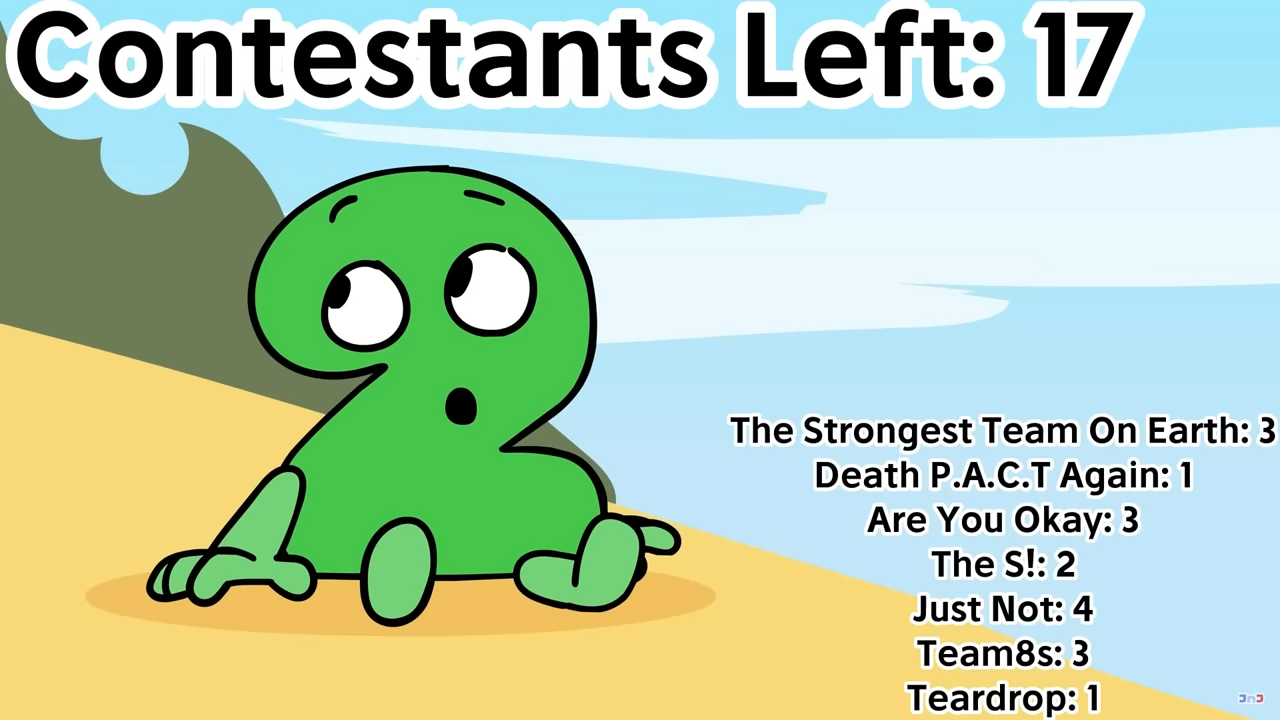 Contestants Left: 17
The Strongest Team On Earth: 3
Death P.A.C.T Again: 1
Are You Okay: 3
The S!: 2
Just Not: 4
Team8s: 3
Teardrop: 1